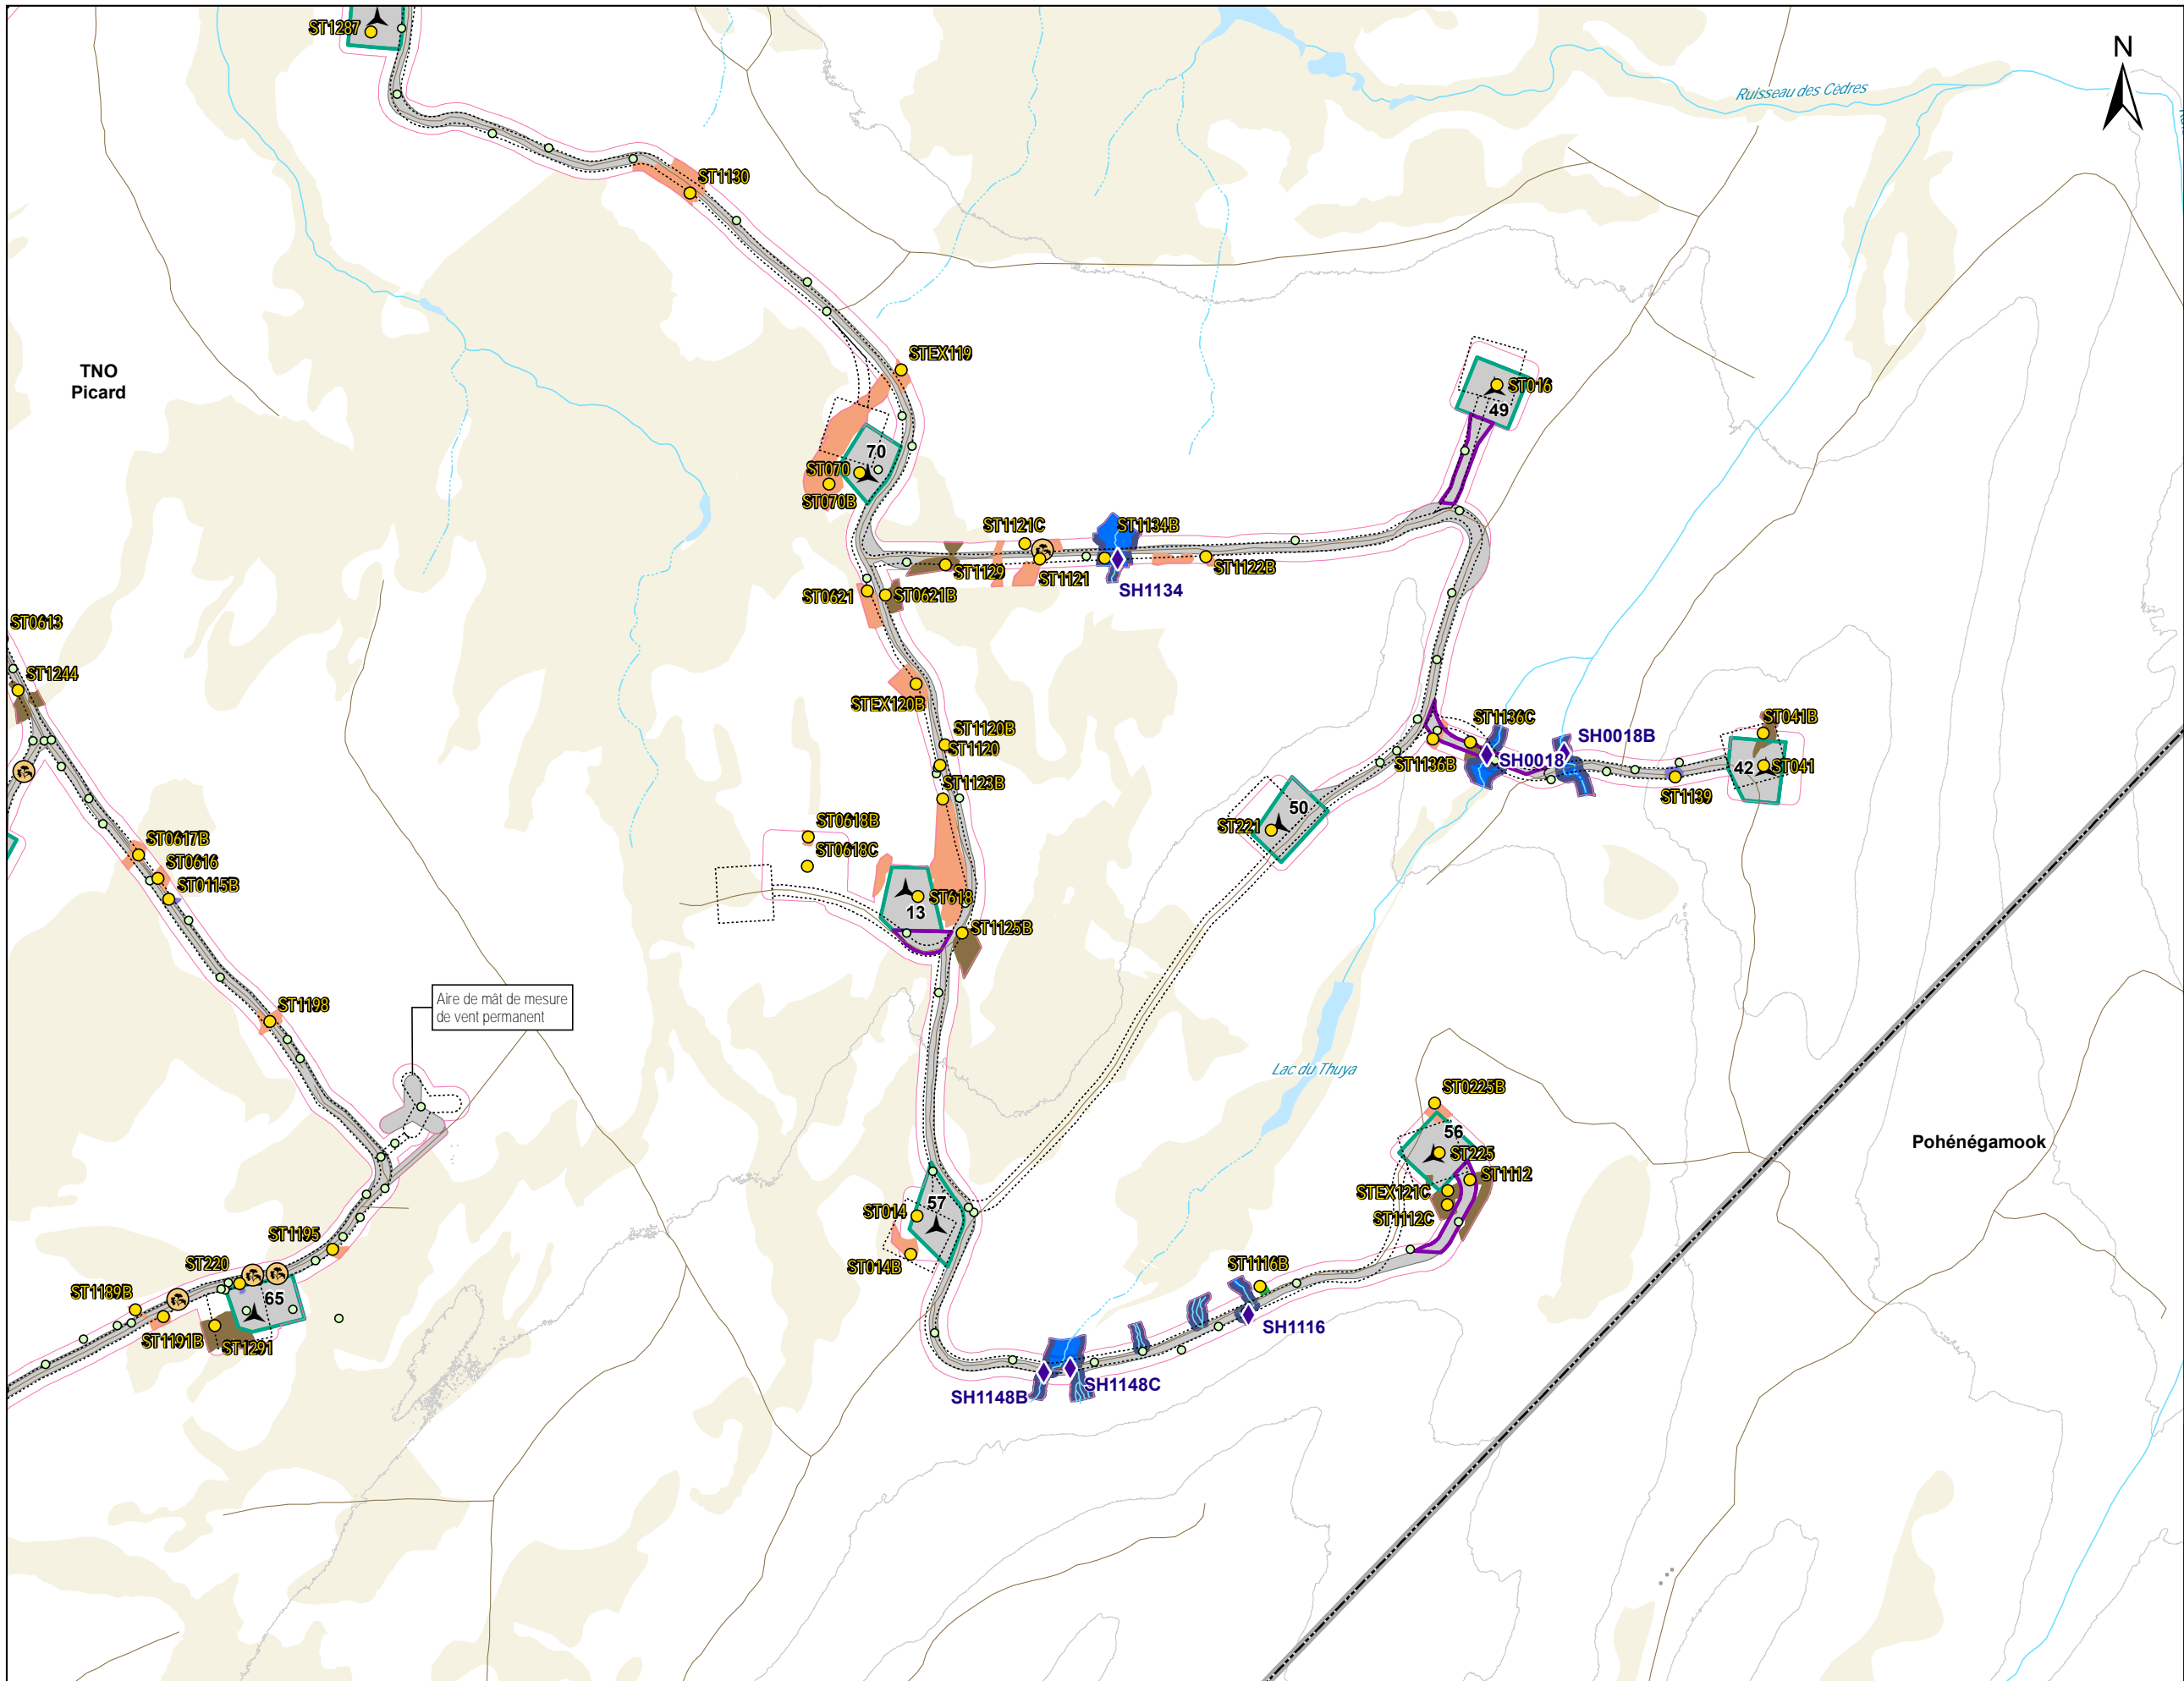 ST1287
N
Ruisseau des Cèdres
ST1130
STEX119
TNO
Picard
ST016
49
70
ST070
ST070B
ST1121C
ST1134B
ST1129
ST1121
ST1122B
SH1134
ST0621
ST0621B
ST0613
ST1244
STEX120B
ST1136C
ST041B
SH0018B
ST1120B
ST1120
SH0018
ST1136B
42
ST041
ST1123B
ST1139
50
ST0618B
ST221
ST0617B
ST0616
ST0618C
ST0115B
ST618
13
ST1125B
Aire de mât de mesure
de vent permanent
ST1198
Lac du Thuya
ST0225B
56
Pohénégamook
ST225
ST1112
STEX121C
57
ST014
ST1112C
ST1195
ST220
ST014B
ST1116B
65
ST1189B
ST1191B
ST1291
SH1116
SH1148C
SH1148B